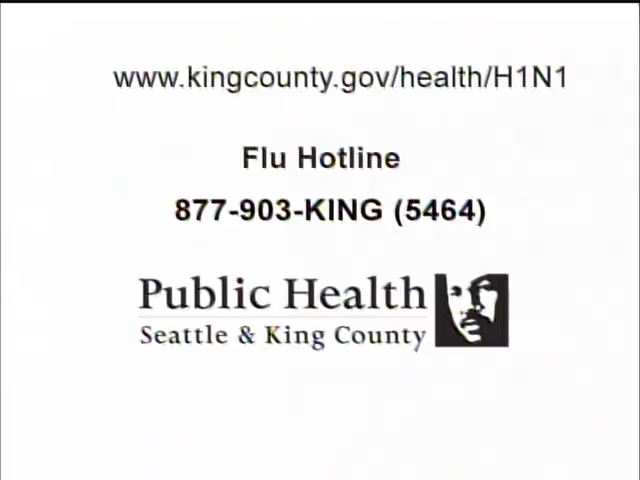 www.kingcounty.gov/health/H1N1
Flu Hotline
877-903-KING (5464)
Public Health
Seattle & King County